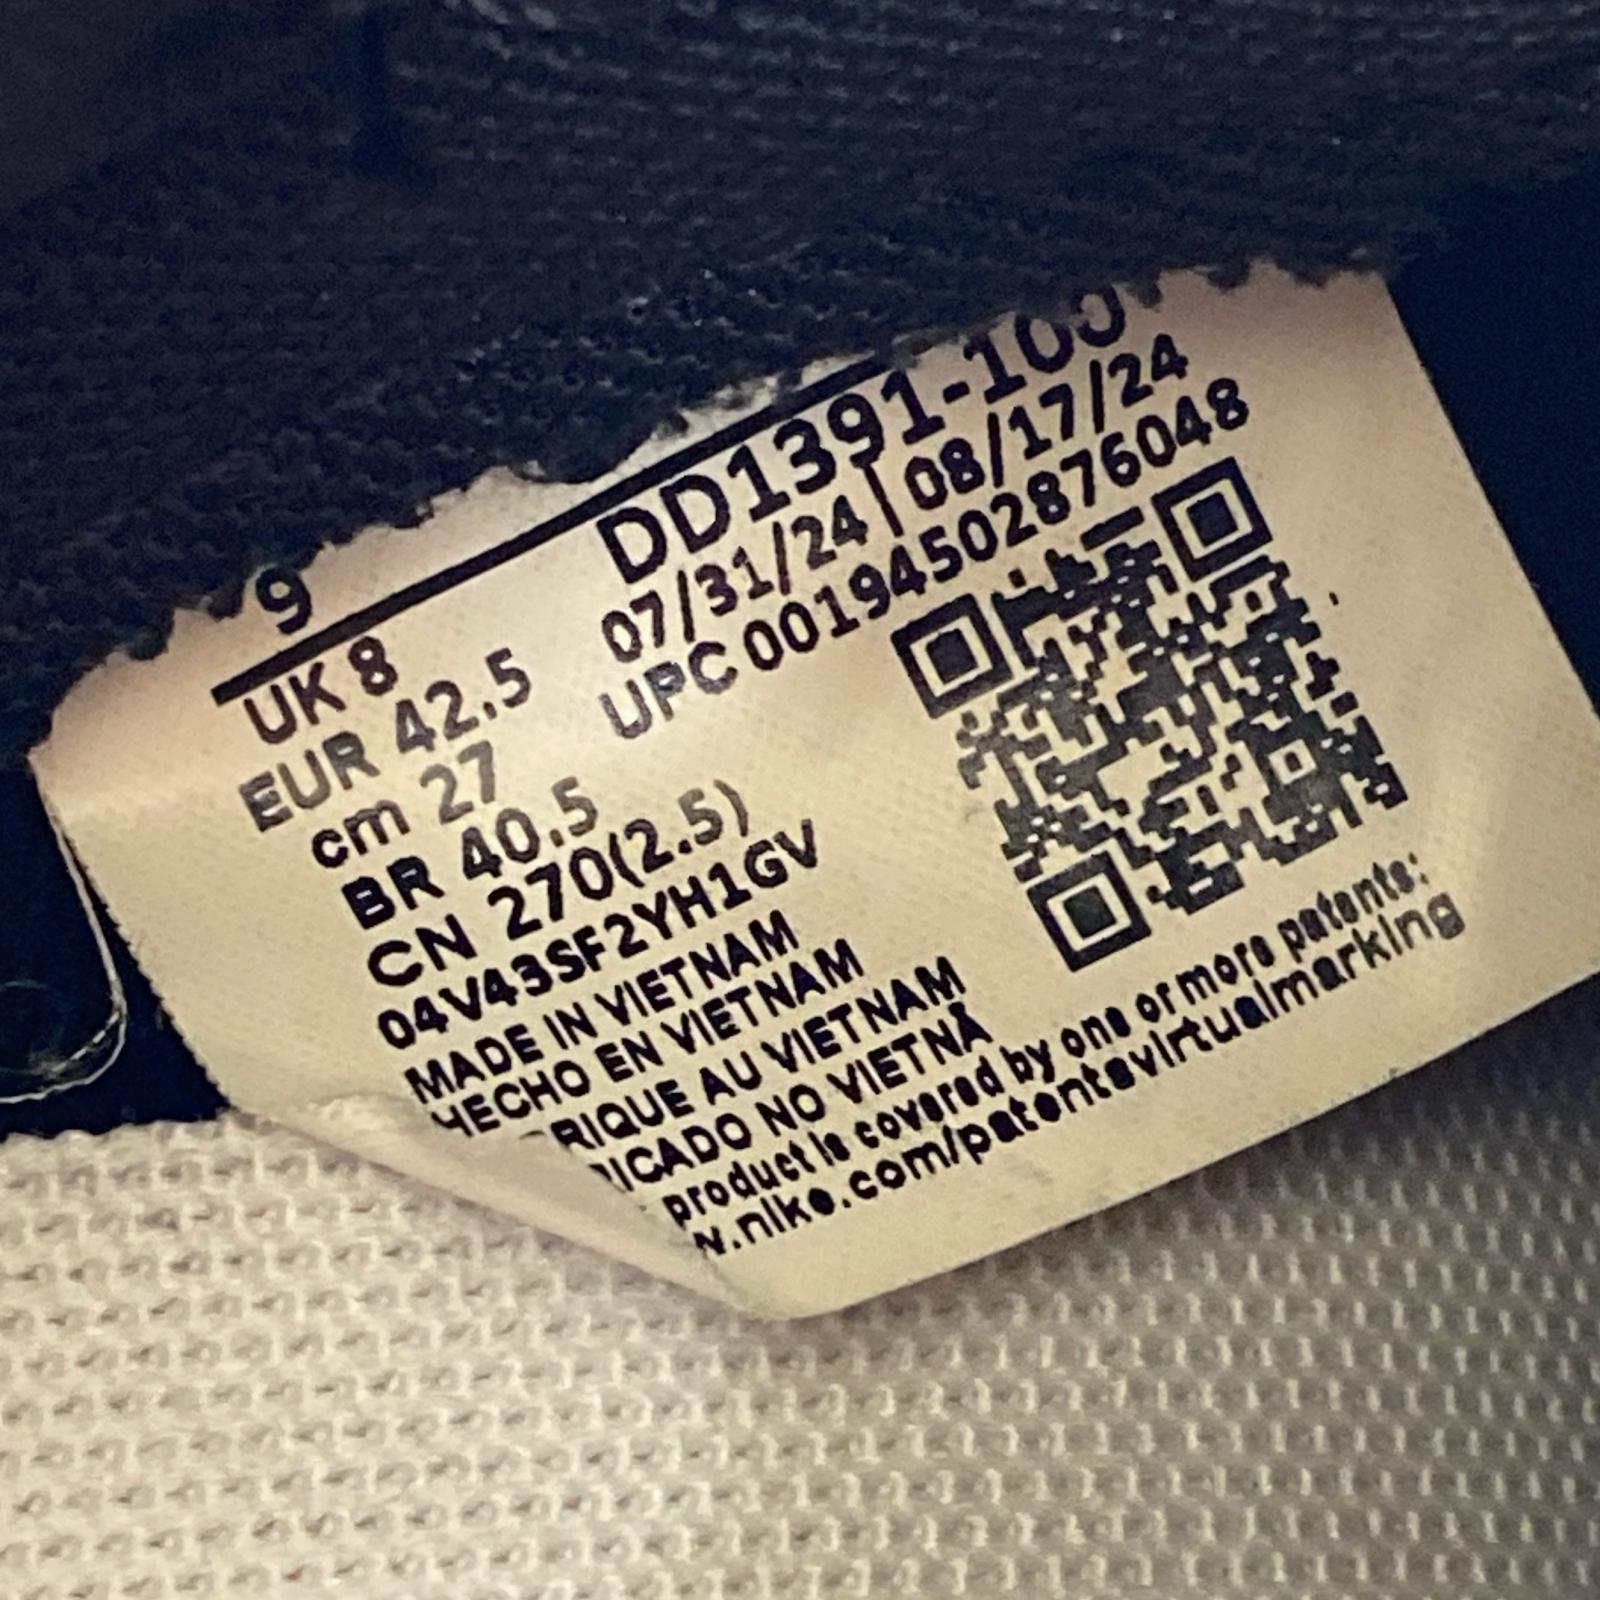 9
DD1391-100
UK 8
07/31/24 | 08/17/24
EUR 42.5
UPC 00194502876048
cm 27
BR 40.5
CN 270(2.5)
04V43SF2YH1GV
MADE IN VIETNAM
HECHO EN VIETNAM
RIQUE AU VIETNAM
ICADO NO VIETNÃ
product is covered by one or more patents:
w.nike.com/patentsvirtualmarking